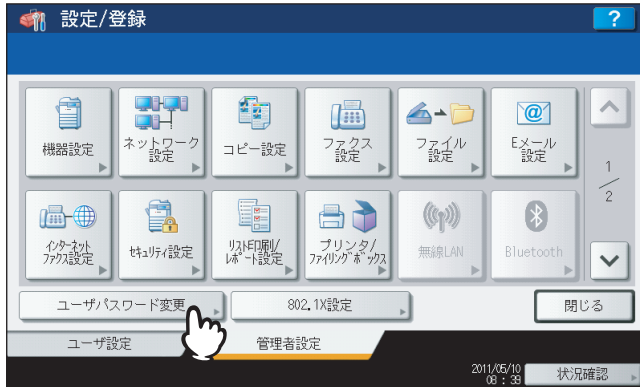 設定/登録
?
機器設定
ネットワーク
設定
コピー設定
ファクス
設定
ファイル
設定
@
Eメール
設定
1
2
インターネット
ファクス設定
セキュリティ設定
リスト印刷/
レポート設定
プリンタ/
ファイリングボックス
無線LAN
Bluetooth
ユーザパスワード変更
802.1X設定
閉じる
ユーザ設定
管理者設定
2011/05/10
08 : 39
状況確認